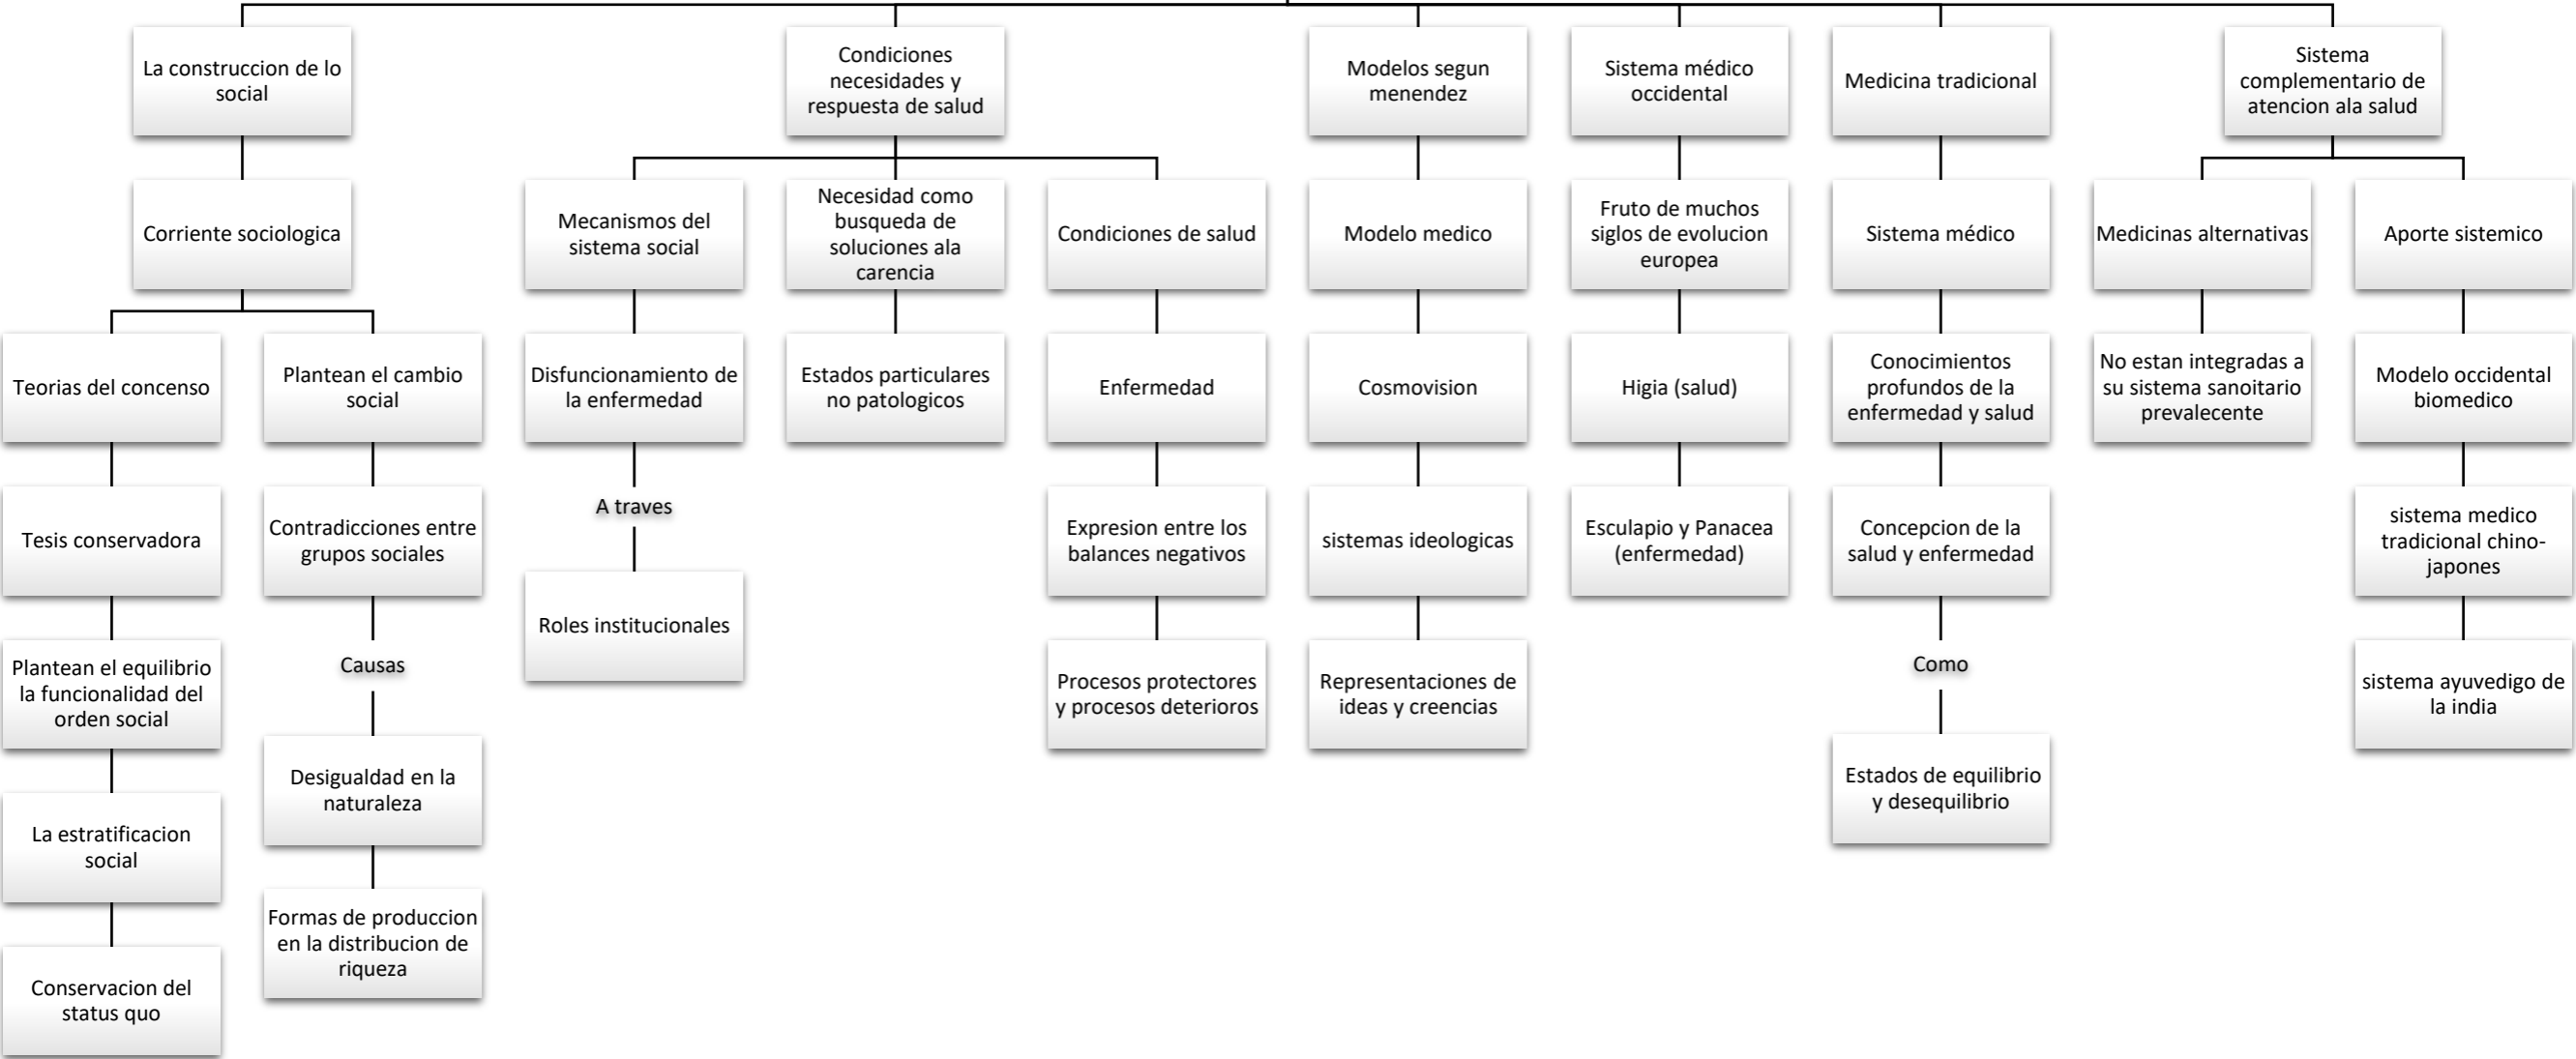 La construccion de lo
social
Condiciones
necesidades y
respuesta de salud
Modelos segun
menendez
Sistema médico
occidental
Medicina tradicional
Sistema
complementario de
atencion ala salud
Corriente sociologica
Mecanismos del
sistema social
Necesidad como
busqueda de
soluciones ala
carencia
Condiciones de salud
Modelo medico
Fruto de muchos
siglos de evolucion
europea
Sistema médico
Medicinas alternativas
Aporte sistemico
Teorias del concenso
Plantean el cambio
social
Disfuncionamiento de
la enfermedad
Estados particulares
no patologicos
Enfermedad
Cosmovision
Higia (salud)
Conocimientos
profundos de la
enfermedad y salud
No estan integradas a
su sistema sanoitario
prevalecente
Modelo occidental
biomedico
Tesis conservadora
Contradicciones entre
grupos sociales
A traves
Expresion entre los
balances negativos
sistemas ideologicas
Esculapio y Panacea
(enfermedad)
Concepcion de la
salud y enfermedad
sistema medico
tradicional chino-
japones
Roles institucionales
Plantean el equilibrio
la funcionalidad del
orden social
Causas
Procesos protectores
y procesos deterioros
Representaciones de
ideas y creencias
Como
sistema ayuvedigo de
la india
Desigualdad en la
naturaleza
Estados de equilibrio
y desequilibrio
La estratificacion
social
Formas de produccion
en la distribucion de
riqueza
Conservacion del
status quo